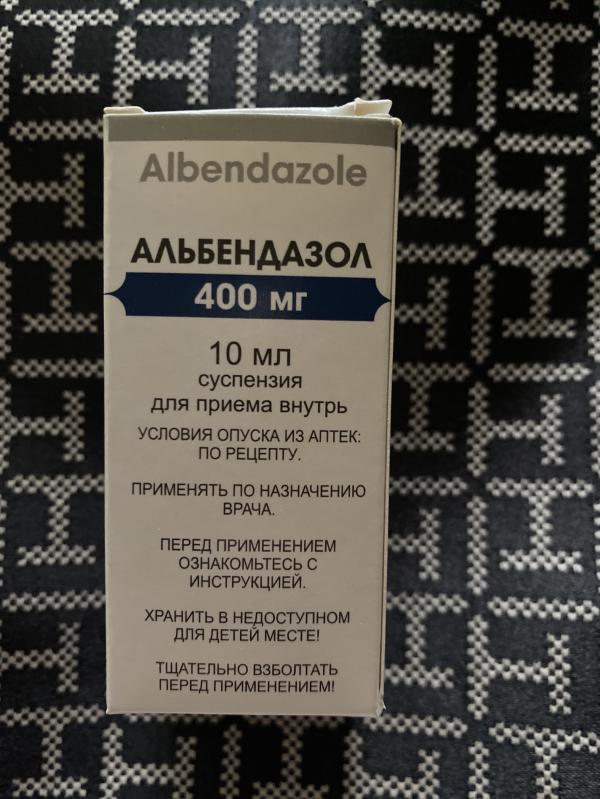 Albendazole
АЛЬБЕНДАЗОЛ
400 мг
10 мл
суспензия
для приема внутрь
УСЛОВИЯ ОПУСКА ИЗ АПТЕК:
ПО РЕЦЕПТУ.
ПРИМЕНЯТЬ ПО НАЗНАЧЕНИЮ
ВРАЧА.
ПЕРЕД ПРИМЕНЕНИЕМ
ОЗНАКОМЬТЕСЬ С
ИНСТРУКЦИЕЙ.
ХРАНИТЬ В НЕДОСТУПНОМ
ДЛЯ ДЕТЕЙ МЕСТЕ!
ТЩАТЕЛЬНО ВЗБОЛТАТЬ
ПЕРЕД ПРИМЕНЕНИЕМ!